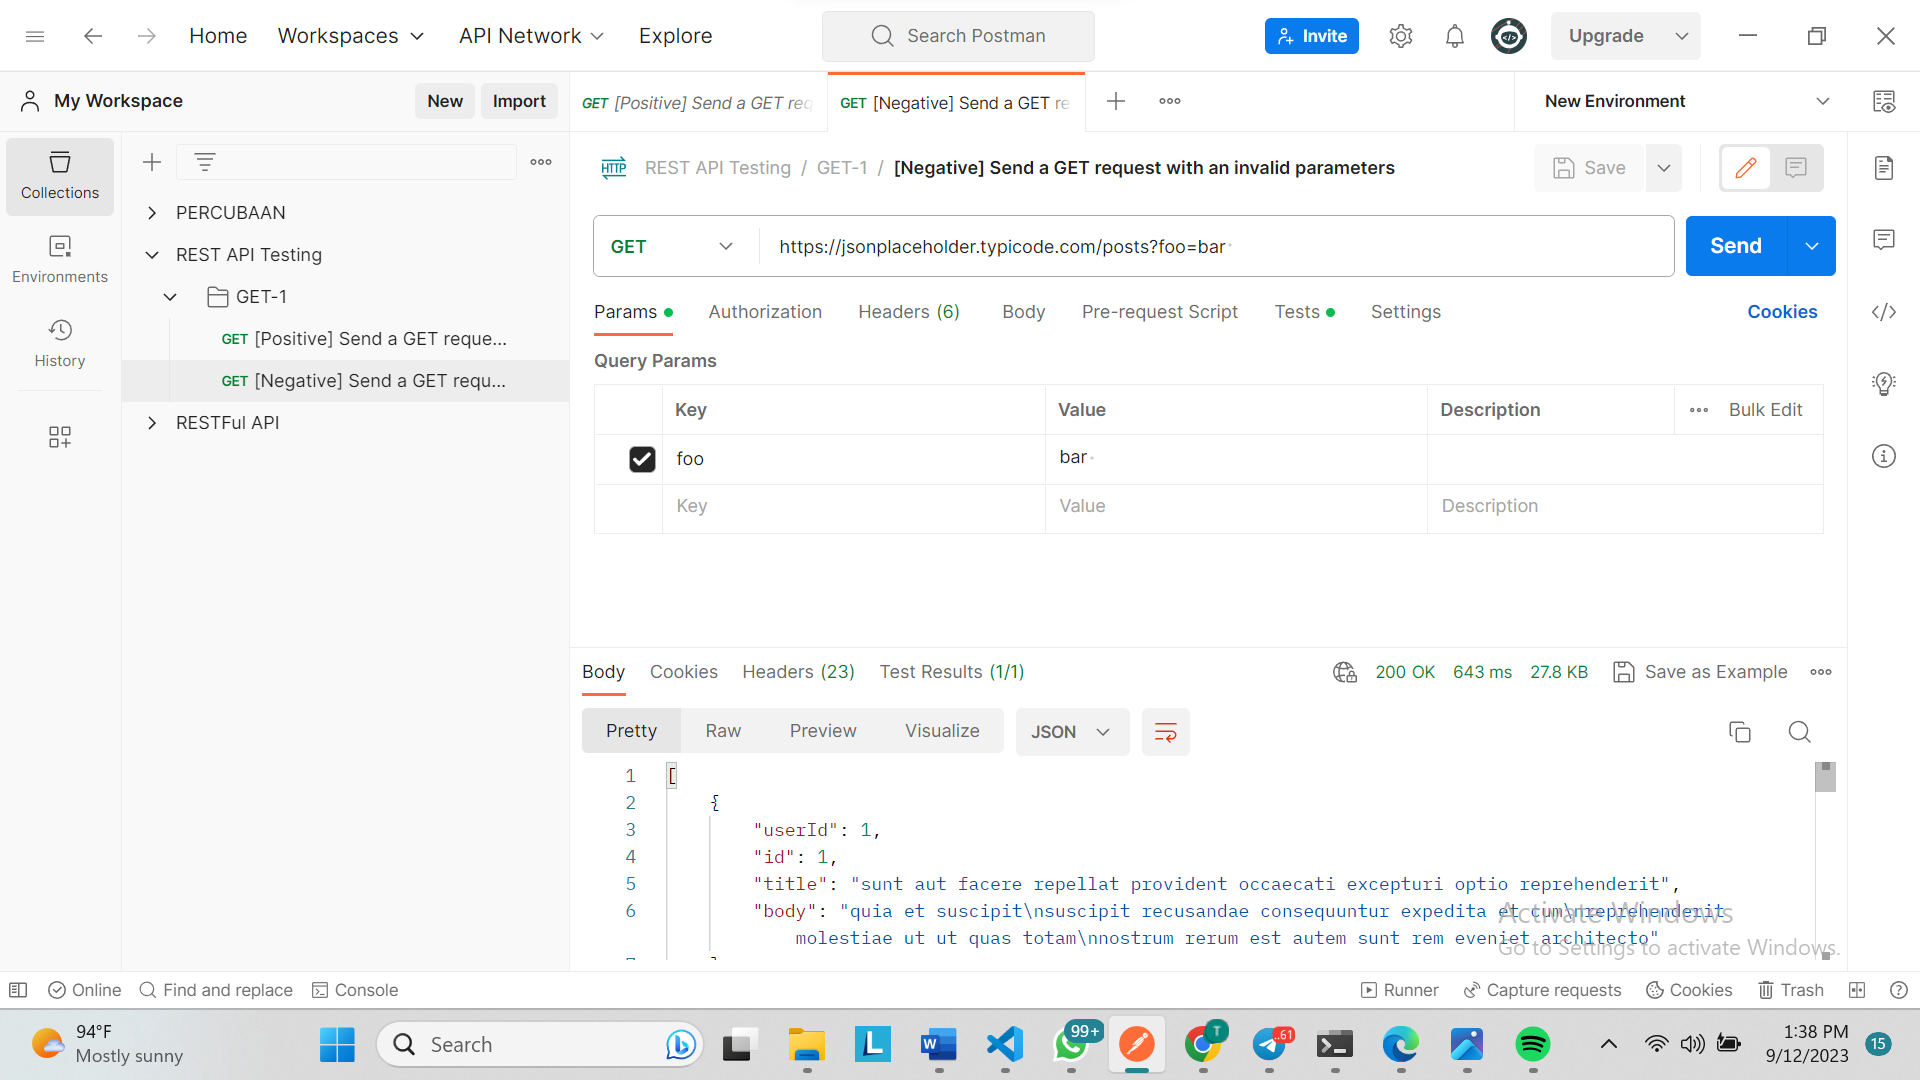 Home Workspaces API Network Explore Search Postman Invite Upgrade
My Workspace New Import GET [Positive] Send a GET req GET [Negative] Send a GET re New Environment
Collections
Environments
History
PERCUBAAN
REST API Testing
GET-1
GET [Positive] Send a GET reque...
GET [Negative] Send a GET requ...
RESTFul API
HTTP REST API Testing / GET-1 / [Negative] Send a GET request with an invalid parameters Save
GET https://jsonplaceholder.typicode.com/posts?foo=bar Send
Params Authorization Headers (6) Body Pre-request Script Tests Settings Cookies
Query Params
Key Value Description Bulk Edit
foo bar
Key Value Description
Body Cookies Headers (23) Test Results (1/1) 200 OK 643 ms 27.8 KB Save as Example
Pretty Raw Preview Visualize JSON
1 [
2 {
3 "userId": 1,
4 "id": 1,
5 "title": "sunt aut facere repellat provident occaecati excepturi optio reprehenderit",
6 "body": "quia et suscipit\nsuscipit recusandae consequuntur expedita et cum\nreprehenderit
molestiae ut ut quas totam\nnostrum rerum est autem sunt rem eveniet architecto"
Activate Windows
Go to Settings to activate Windows.
Online Find and replace Console Runner Capture requests Cookies Trash
94°F
Mostly sunny
Search
99+
T
..61
1:38 PM
9/12/2023
15